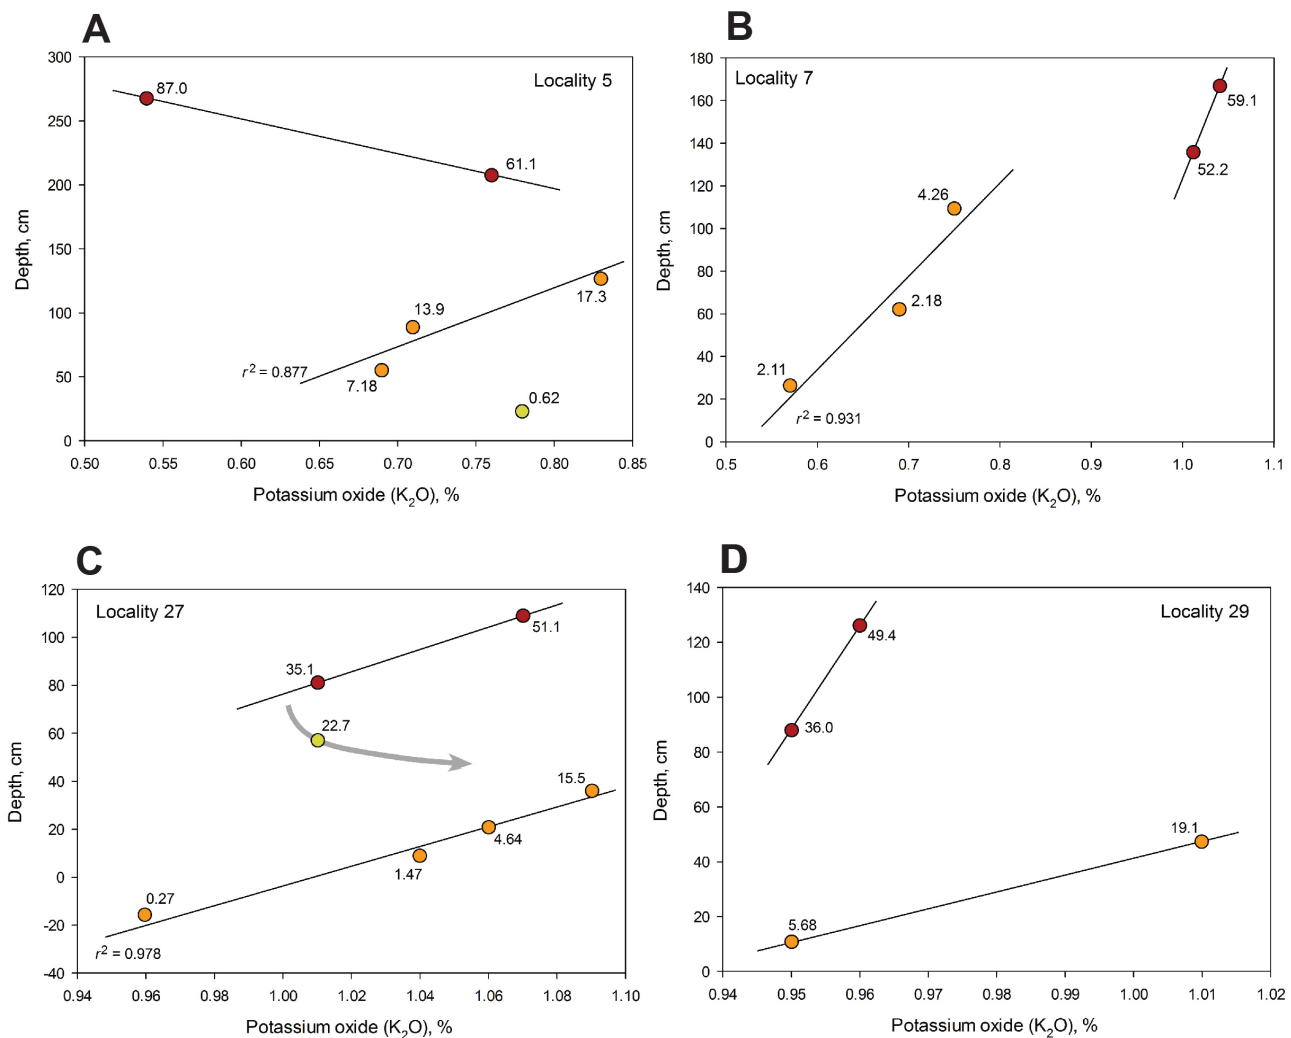 A
Locality 5
300
250
200
150
100
50
0
Depth, cm
87.0
61.1
13.9
17.3
r² = 0.877
7.18
0.62
0.50 0.55 0.60 0.65 0.70 0.75 0.80 0.85
Potassium oxide (K₂O), %
B
Locality 7
180
160
140
120
100
80
60
40
20
0
Depth, cm
59.1
52.2
4.26
2.18
2.11
r² = 0.931
0.5 0.6 0.7 0.8 0.9 1.0 1.1
Potassium oxide (K₂O), %
C
Locality 27
120
100
80
60
40
20
0
-20
-40
Depth, cm
51.1
35.1
22.7
15.5
4.64
1.47
0.27
r² = 0.978
0.94 0.96 0.98 1.00 1.02 1.04 1.06 1.08 1.10
Potassium oxide (K₂O), %
D
Locality 29
140
120
100
80
60
40
20
0
Depth, cm
49.4
36.0
19.1
5.68
0.94 0.95 0.96 0.97 0.98 0.99 1.00 1.01 1.02
Potassium oxide (K₂O), %